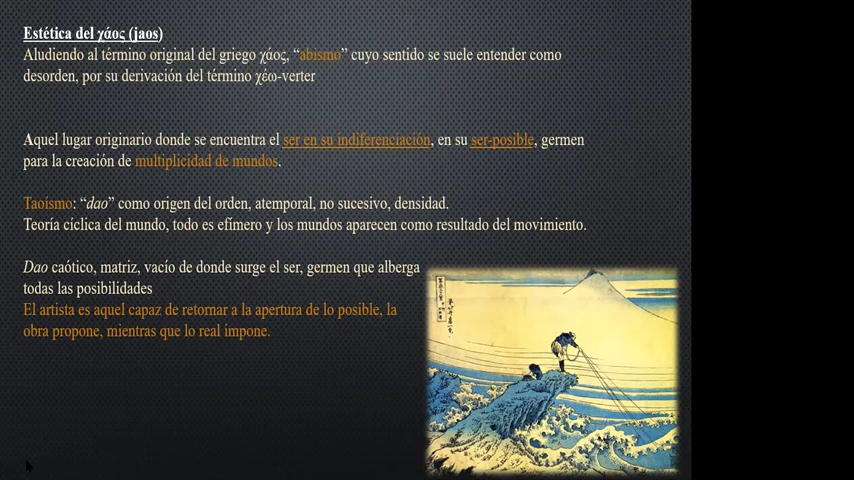 Estética del χάος (jaos)
Aludiendo al término original del griego χάος, “abismo” cuyo sentido se suele entender como
desorden, por su derivación del término χέω-verter
Aquel lugar originario donde se encuentra el ser en su indiferenciación, en su ser-posible, germen
para la creación de multiplicidad de mundos.
Taoísmo: “dao” como origen del orden, atemporal, no sucesivo, densidad.
Teoría cíclica del mundo, todo es efímero y los mundos aparecen como resultado del movimiento.
Dao caótico, matriz, vacío de donde surge el ser, germen que alberga
todas las posibilidades
El artista es aquel capaz de retornar a la apertura de lo posible, la
obra propone, mientras que lo real impone.